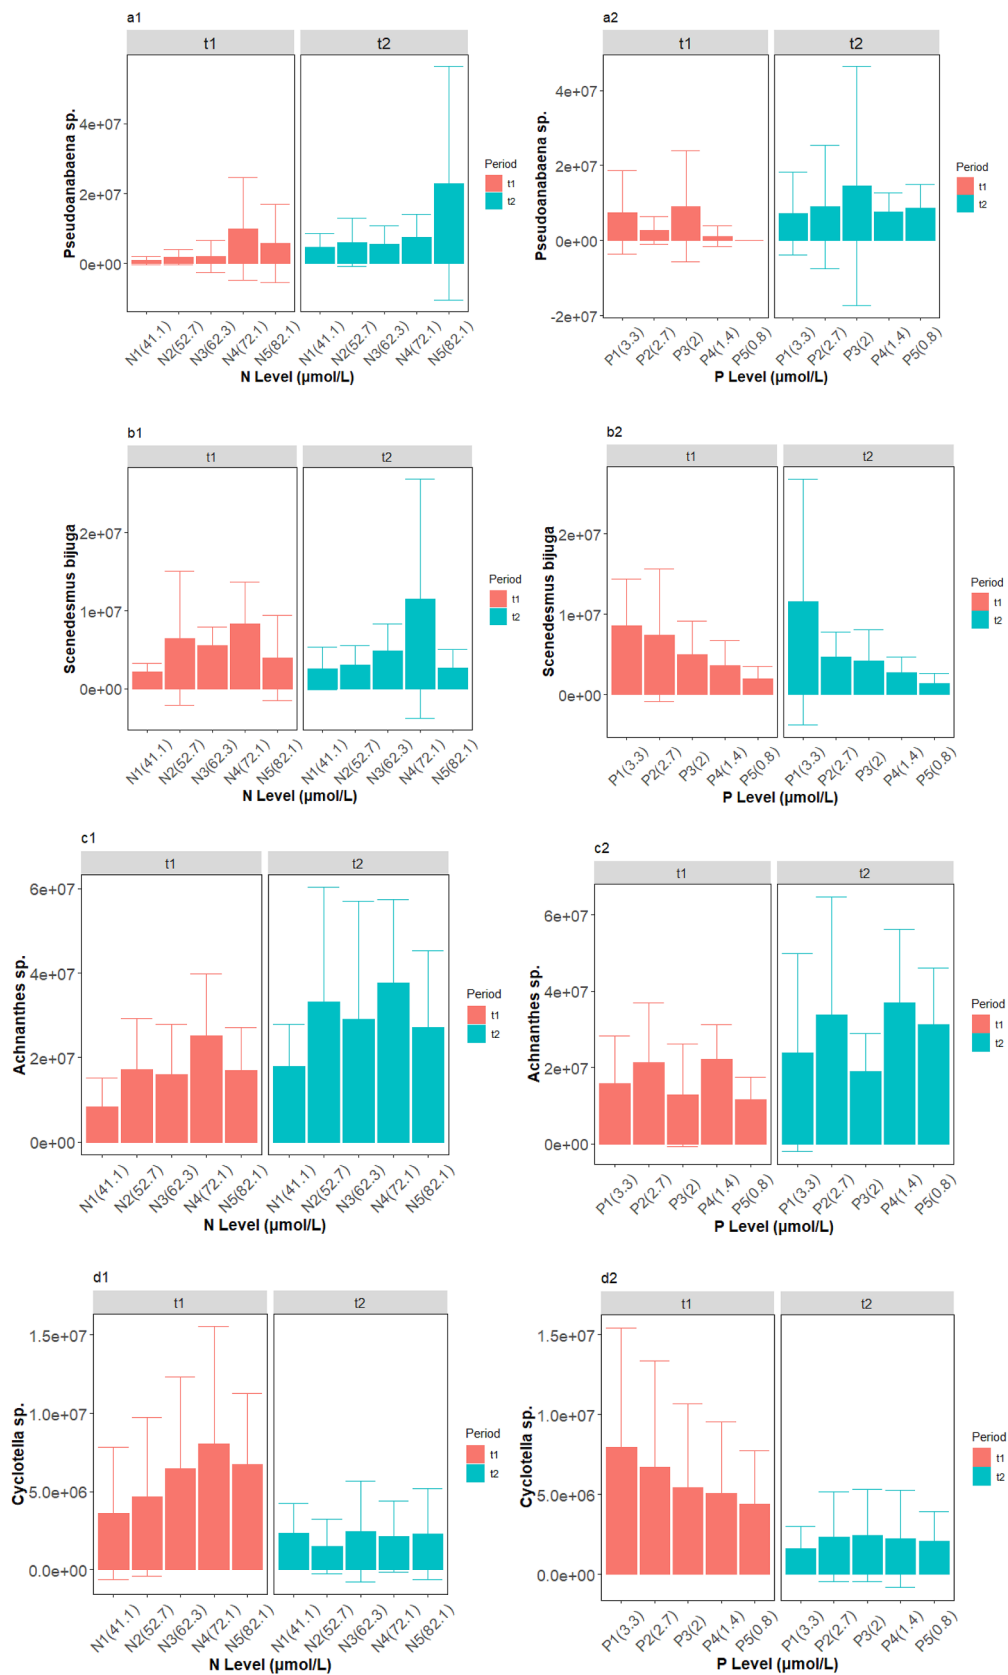 a1
t1 t2
Pseudoanabaena sp.
4e+07
2e+07
0e+00
N1(41.1) N2(52.7) N3(62.3) N4(72.1) N5(82.1) N1(41.1) N2(52.7) N3(62.3) N4(72.1) N5(82.1)
N Level (μmol/L)
Period
t1
t2
a2
t1 t2
Pseudoanabaena sp.
4e+07
2e+07
0e+00
-2e+07
P1(3.3) P2(2.7) P3(2) P4(1.4) P5(0.8) P1(3.3) P2(2.7) P3(2) P4(1.4) P5(0.8)
P Level (μmol/L)
Period
t1
t2
b1
t1 t2
Scenedesmus bijuga
2e+07
1e+07
0e+00
N1(41.1) N2(52.7) N3(62.3) N4(72.1) N5(82.1) N1(41.1) N2(52.7) N3(62.3) N4(72.1) N5(82.1)
N Level (μmol/L)
Period
t1
t2
b2
t1 t2
Scenedesmus bijuga
2e+07
1e+07
0e+00
P1(3.3) P2(2.7) P3(2) P4(1.4) P5(0.8) P1(3.3) P2(2.7) P3(2) P4(1.4) P5(0.8)
P Level (μmol/L)
Period
t1
t2
c1
t1 t2
Achnanthes sp.
6e+07
4e+07
2e+07
0e+00
N1(41.1) N2(52.7) N3(62.3) N4(72.1) N5(82.1) N1(41.1) N2(52.7) N3(62.3) N4(72.1) N5(82.1)
N Level (μmol/L)
Period
t1
t2
c2
t1 t2
Achnanthes sp.
6e+07
4e+07
2e+07
0e+00
P1(3.3) P2(2.7) P3(2) P4(1.4) P5(0.8) P1(3.3) P2(2.7) P3(2) P4(1.4) P5(0.8)
P Level (μmol/L)
Period
t1
t2
d1
t1 t2
Cyclotella sp.
1.5e+07
1.0e+07
5.0e+06
0.0e+00
N1(41.1) N2(52.7) N3(62.3) N4(72.1) N5(82.1) N1(41.1) N2(52.7) N3(62.3) N4(72.1) N5(82.1)
N Level (μmol/L)
Period
t1
t2
d2
t1 t2
Cyclotella sp.
1.5e+07
1.0e+07
5.0e+06
0.0e+00
P1(3.3) P2(2.7) P3(2) P4(1.4) P5(0.8) P1(3.3) P2(2.7) P3(2) P4(1.4) P5(0.8)
P Level (μmol/L)
Period
t1
t2